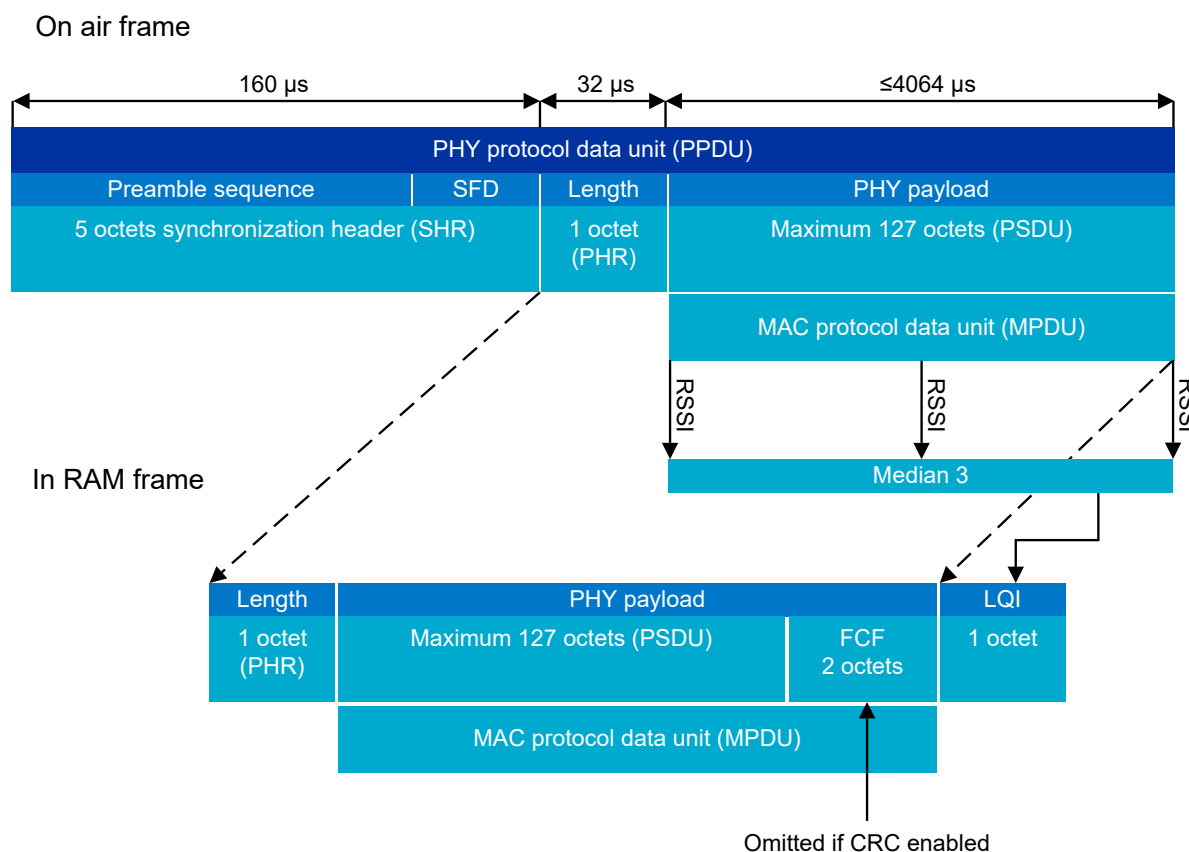 On air frame
160 µs
32 µs
≤4064 µs
PHY protocol data unit (PPDU)
Preamble sequence
SFD
Length
PHY payload
5 octets synchronization header (SHR)
1 octet
(PHR)
Maximum 127 octets (PSDU)
MAC protocol data unit (MPDU)
RSSI
RSSI
RSSI
In RAM frame
Median 3
Length
PHY payload
LQI
1 octet
(PHR)
Maximum 127 octets (PSDU)
FCF
2 octets
1 octet
MAC protocol data unit (MPDU)
Omitted if CRC enabled